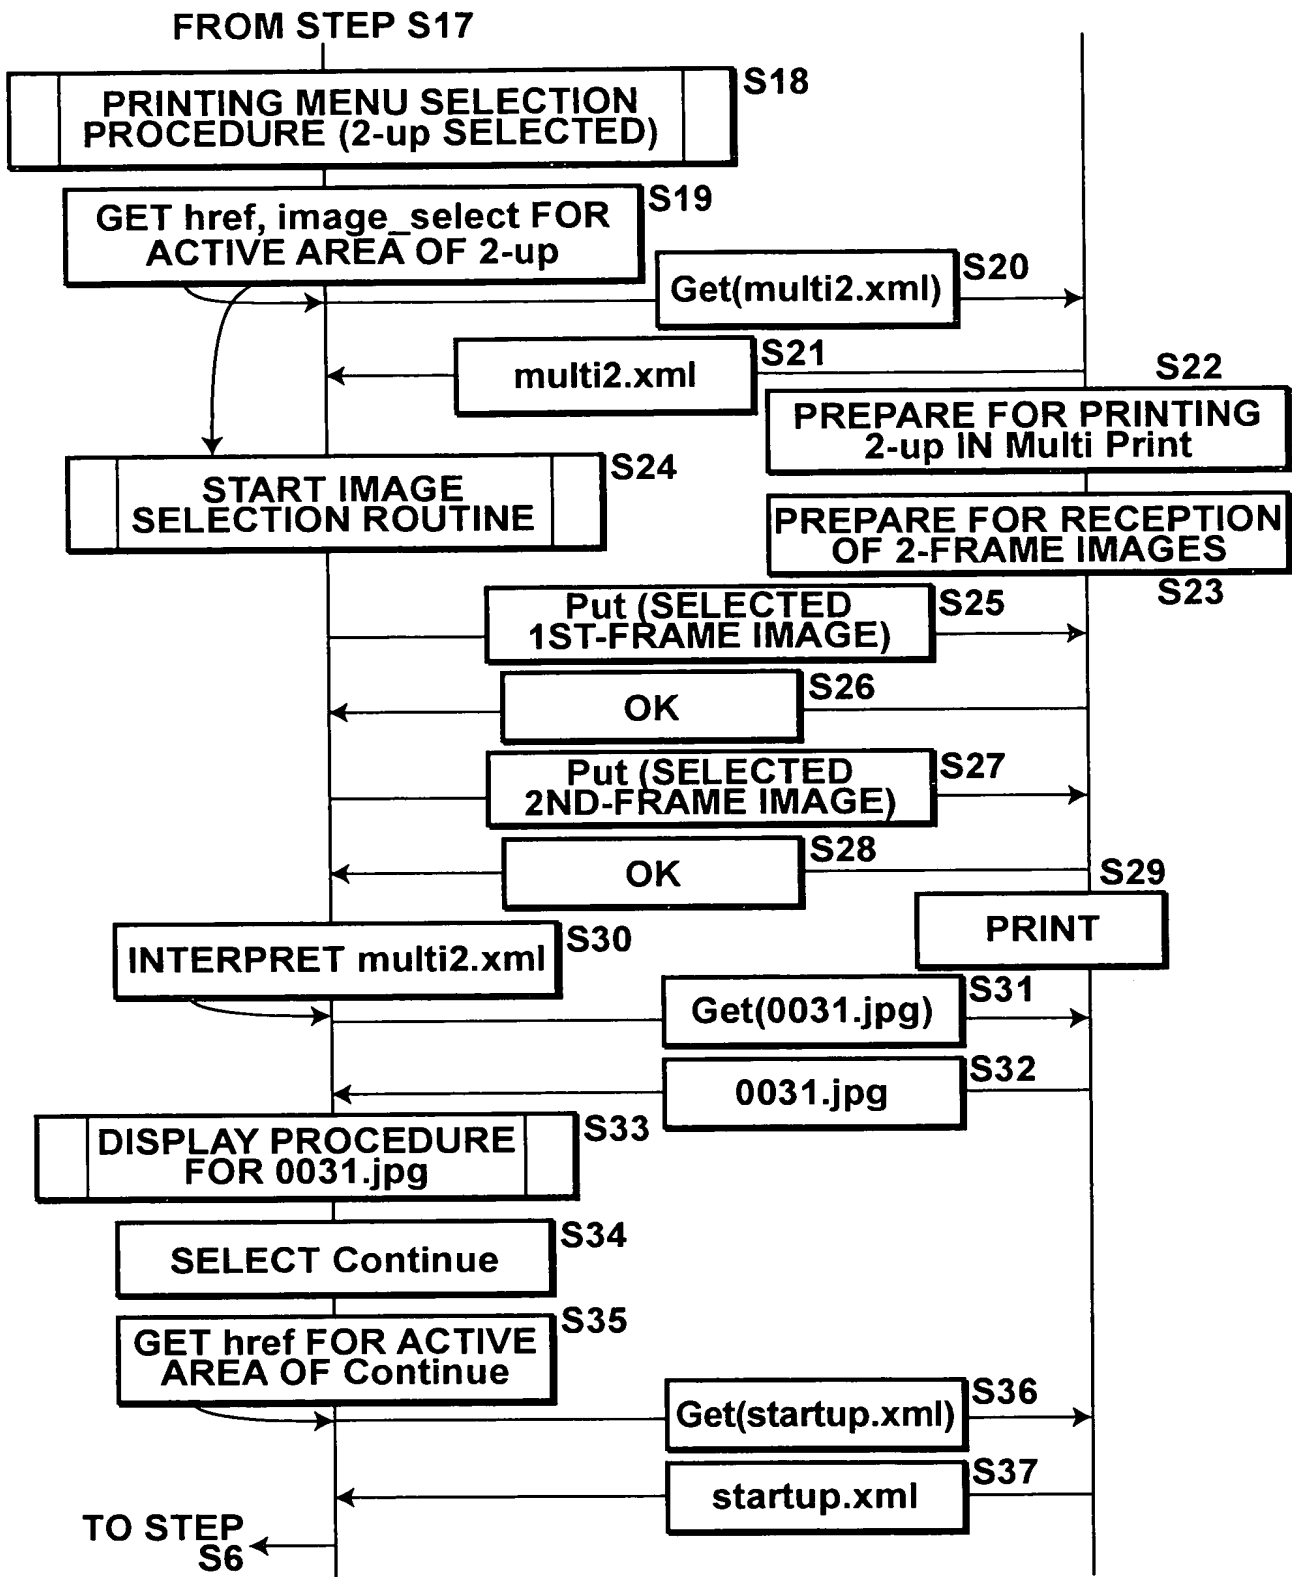 FROM STEP S17
S18
PRINTING MENU SELECTION
PROCEDURE (2-up SELECTED)
S19
GET href, image_select FOR
ACTIVE AREA OF 2-up
S20
Get(multi2.xml)
S21
multi2.xml
S22
PREPARE FOR PRINTING
2-up IN Multi Print
S24
START IMAGE
SELECTION ROUTINE
PREPARE FOR RECEPTION
OF 2-FRAME IMAGES
S23
Put (SELECTED
1ST-FRAME IMAGE)
S25
S26
OK
Put (SELECTED
2ND-FRAME IMAGE)
S27
S28
OK
S29
PRINT
S30
INTERPRET multi2.xml
S31
Get(0031.jpg)
S32
0031.jpg
S33
DISPLAY PROCEDURE
FOR 0031.jpg
S34
SELECT Continue
S35
GET href FOR ACTIVE
AREA OF Continue
S36
Get(startup.xml)
S37
startup.xml
TO STEP
S6